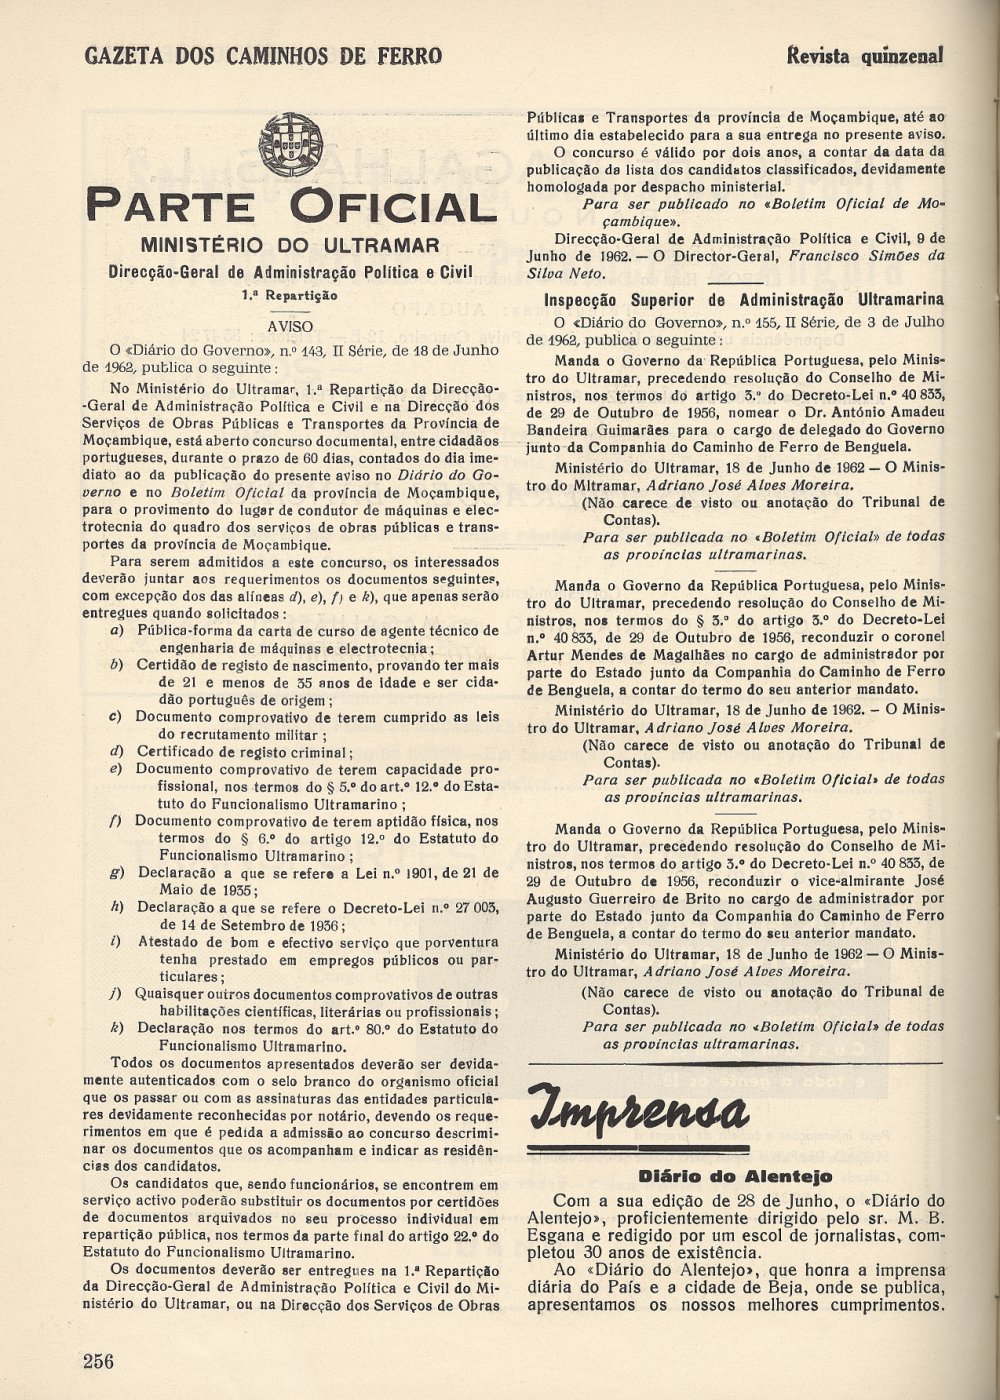 GAZETA DOS CAMINHOS DE FERRO
Revista quinzenal
PARTE OFICIAL
MINISTÉRIO DO ULTRAMAR
Direcção-Geral de Administração Política e Civil
1.ª Repartição
AVISO
O «Diário do Governo», n.º 143, II Série, de 18 de Junho
de 1962, publica o seguinte :
No Ministério do Ultramar, 1.ª Repartição da Direcção-
-Geral de Administração Política e Civil e na Direcção dos
Serviços de Obras Públicas e Transportes da Província de
Moçambique, está aberto concurso documental, entre cidadãos
portugueses, durante o prazo de 60 dias, contados do dia ime-
diato ao da publicação do presente aviso no Diário do Go-
verno e no Boletim Oficial da província de Moçambique,
para o provimento do lugar de condutor de máquinas e elec-
trotecnia do quadro dos serviços de obras públicas e trans-
portes da província de Moçambique.
Para serem admitidos a este concurso, os interessados
deverão juntar aos requerimentos os documentos seguintes,
com excepção dos das alíneas d), e), f) e k), que apenas serão
entregues quando solicitados :
a) Pública-forma da carta de curso de agente técnico de
engenharia de máquinas e electrotecnia ;
b) Certidão de registo de nascimento, provando ter mais
de 21 e menos de 35 anos de idade e ser cida-
dão português de origem ;
c) Documento comprovativo de terem cumprido as leis
do recrutamento militar ;
d) Certificado de registo criminal ;
e) Documento comprovativo de terem capacidade pro-
fissional, nos termos do § 5.º do art.º 12.º do Esta-
tuto do Funcionalismo Ultramarino ;
f) Documento comprovativo de terem aptidão física, nos
termos do § 6.º do artigo 12.º do Estatuto do
Funcionalismo Ultramarino ;
g) Declaração a que se refere a Lei n.º 1901, de 21 de
Maio de 1935 ;
h) Declaração a que se refere o Decreto-Lei n.º 27 003,
de 14 de Setembro de 1936 ;
i) Atestado de bom e efectivo serviço que porventura
tenha prestado em empregos públicos ou par-
ticulares ;
j) Quaisquer outros documentos comprovativos de outras
habilitações científicas, literárias ou profissionais ;
k) Declaração nos termos do art.º 80.º do Estatuto do
Funcionalismo Ultramarino.
Todos os documentos apresentados deverão ser devida-
mente autenticados com o selo branco do organismo oficial
que os passar ou com as assinaturas das entidades particula-
res devidamente reconhecidas por notário, devendo os reque-
rimentos em que é pedida a admissão ao concurso descrimi-
nar os documentos que os acompanham e indicar as residên-
cias dos candidatos.
Os candidatos que, sendo funcionários, se encontrem em
serviço activo poderão substituir os documentos por certidões
de documentos arquivados no seu processo individual em
repartição pública, nos termos da parte final do artigo 22.º do
Estatuto do Funcionalismo Ultramarino.
Os documentos deverão ser entregues na 1.ª Repartição
da Direcção-Geral de Administração Política e Civil do Mi-
nistério do Ultramar, ou na Direcção dos Serviços de Obras
Públicas e Transportes da província de Moçambique, até ao
último dia estabelecido para a sua entrega no presente aviso.
O concurso é válido por dois anos, a contar da data da
publicação da lista dos candidatos classificados, devidamente
homologada por despacho ministerial.
Para ser publicado no «Boletim Oficial de Mo-
çambique».
Direcção-Geral de Administração Política e Civil, 9 de
Junho de 1962. — O Director-Geral, Francisco Simões da
Silva Neto.
Inspecção Superior de Administração Ultramarina
O «Diário do Governo», n.º 155, II Série, de 3 de Julho
de 1962, publica o seguinte :
Manda o Governo da República Portuguesa, pelo Minis-
tro do Ultramar, precedendo resolução do Conselho de Mi-
nistros, nos termos do artigo 3.º do Decreto-Lei n.º 40 833,
de 29 de Outubro de 1956, nomear o Dr. António Amadeu
Bandeira Guimarães para o cargo de delegado do Governo
junto da Companhia do Caminho de Ferro de Benguela.
Ministério do Ultramar, 18 de Junho de 1962 — O Minis-
tro do Mltramar, Adriano José Alves Moreira.
(Não carece de visto ou anotação do Tribunal de
Contas).
Para ser publicada no «Boletim Oficial» de todas
as províncias ultramarinas.
Manda o Governo da República Portuguesa, pelo Minis-
tro do Ultramar, precedendo resolução do Conselho de Mi-
nistros, nos termos do § 3.º do artigo 3.º do Decreto-Lei
n.º 40 833, de 29 de Outubro de 1956, reconduzir o coronel
Artur Mendes de Magalhães no cargo de administrador por
parte do Estado junto da Companhia do Caminho de Ferro
de Benguela, a contar do termo do seu anterior mandato.
Ministério do Ultramar, 18 de Junho de 1962. – O Minis-
tro do Ultramar, Adriano José Alves Moreira.
(Não carece de visto ou anotação do Tribunal de
Contas).
Para ser publicada no «Boletim Oficial» de todas
as províncias ultramarinas.
Manda o Governo da República Portuguesa, pelo Minis-
tro do Ultramar, precedendo resolução do Conselho de Mi-
nistros, nos termos do artigo 3.º do Decreto-Lei n.º 40 833, de
29 de Outubro de 1956, reconduzir o vice-almirante José
Augusto Guerreiro de Brito no cargo de administrador por
parte do Estado junto da Companhia do Caminho de Ferro
de Benguela, a contar do termo do seu anterior mandato.
Ministério do Ultramar, 18 de Junho de 1962 — O Minis-
tro do Ultramar, Adriano José Alves Moreira.
(Não carece de visto ou anotação do Tribunal de
Contas).
Para ser publicada no «Boletim Oficial» de todas
as províncias ultramarinas.
Imprensa
Diário do Alentejo
Com a sua edição de 28 de Junho, o «Diário do
Alentejo», proficientemente dirigido pelo sr. M. B.
Esgana e redigido por um escol de jornalistas, com-
pletou 30 anos de existência.
Ao «Diário do Alentejo», que honra a imprensa
diária do País e a cidade de Beja, onde se publica,
apresentamos os nossos melhores cumprimentos.
256